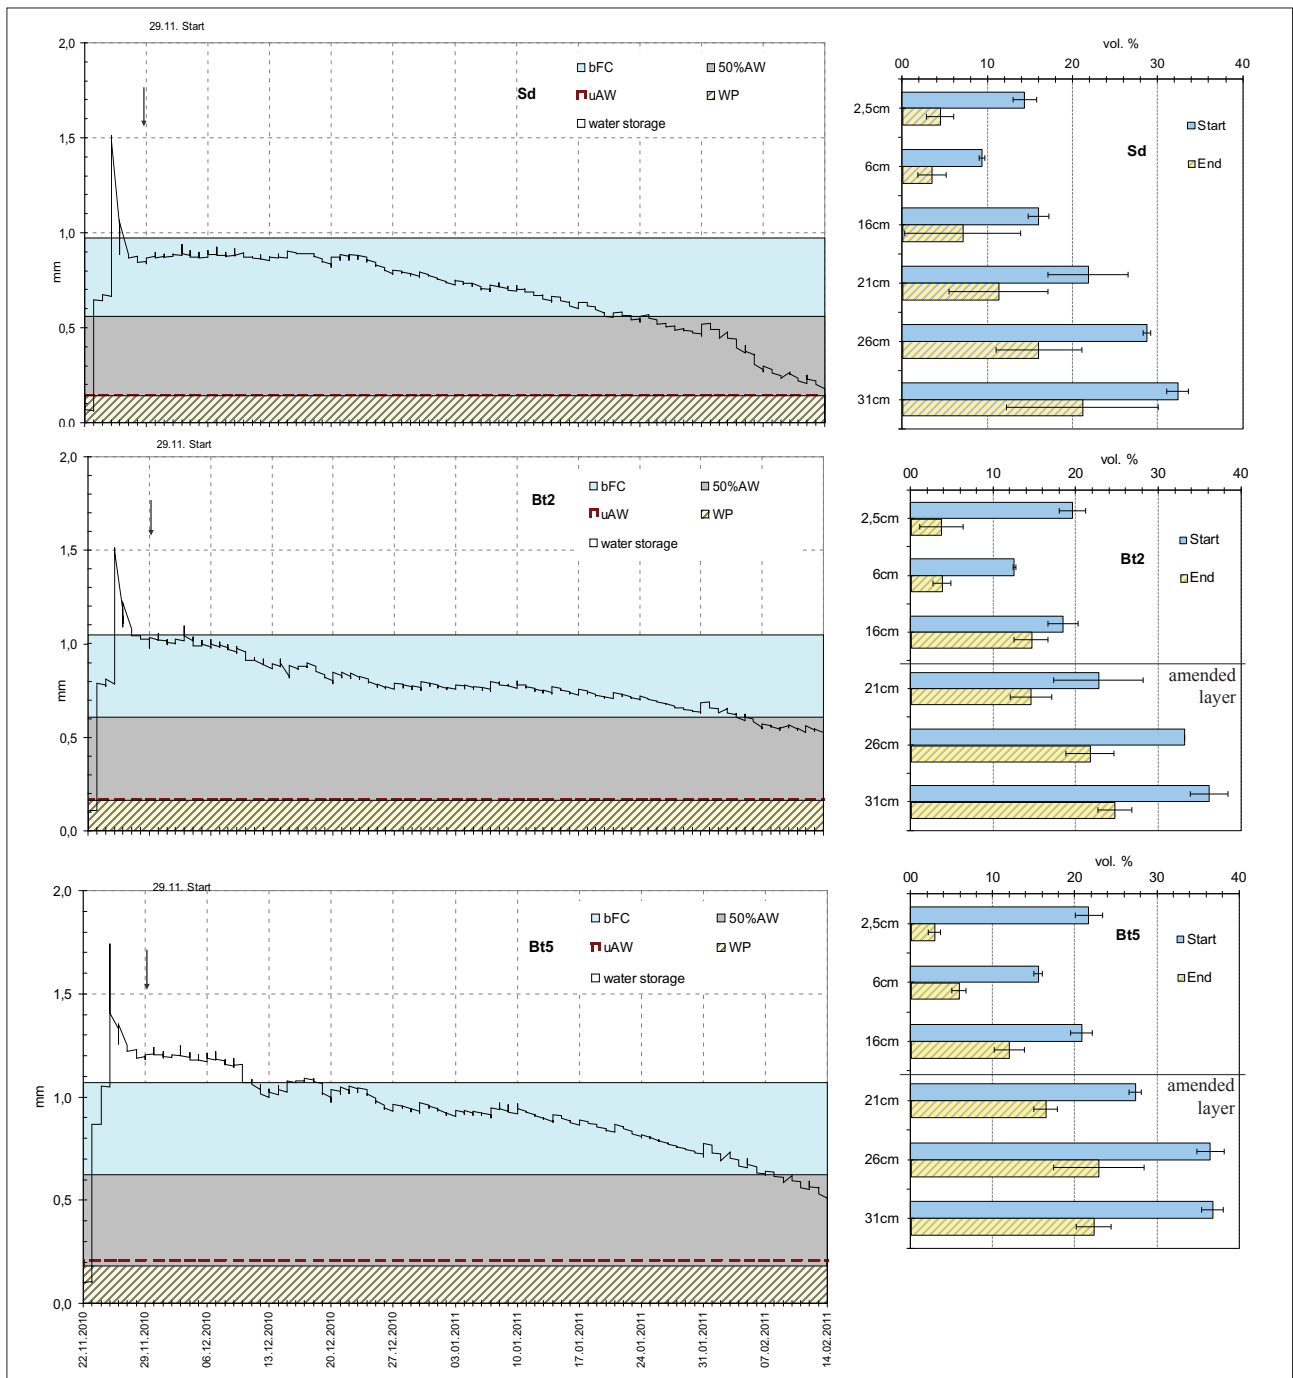 29.11. Start
2,0
1,5
1,0
0,5
0,0
mm
Sd
bFC
50%AW
uAW
WP
water storage
vol. %
00 10 20 30 40
2,5cm
6cm
16cm
21cm
26cm
31cm
Sd
Start
End
29.11. Start
2,0
1,5
1,0
0,5
0,0
mm
Bt2
bFC
50%AW
uAW
WP
water storage
vol. %
00 10 20 30 40
2,5cm
6cm
16cm
21cm
26cm
31cm
Bt2
Start
End
amended
layer
29.11. Start
2,0
1,5
1,0
0,5
0,0
mm
Bt5
bFC
50%AW
uAW
WP
water storage
22.11.2010
29.11.2010
06.12.2010
13.12.2010
20.12.2010
27.12.2010
03.01.2011
10.01.2011
17.01.2011
24.01.2011
31.01.2011
07.02.2011
14.02.2011
vol. %
00 10 20 30 40
2,5cm
6cm
16cm
21cm
26cm
31cm
Bt5
Start
End
amended
layer